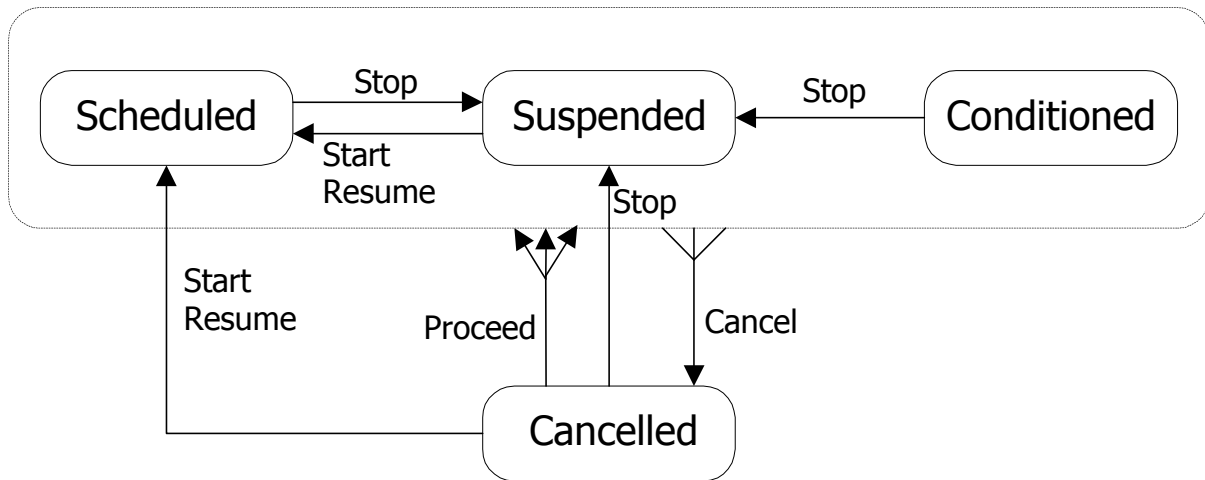 Stop
Stop
Scheduled
Suspended
Conditioned
Start
Resume
Stop
Start
Resume
Proceed
Cancel
Cancelled